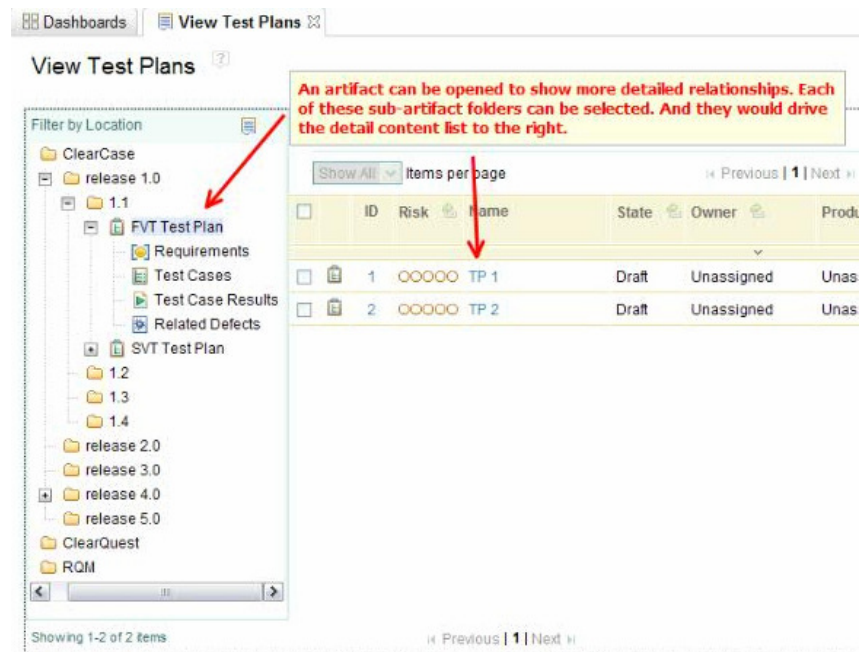 Dashboards
View Test Plans
View Test Plans
?
An artifact can be opened to show more detailed relationships. Each
of these sub-artifact folders can be selected. And they would drive
the detail content list to the right.
Filter by Location
ClearCase
release 1.0
1.1
FVT Test Plan
Requirements
Test Cases
Test Case Results
Related Defects
SVT Test Plan
1.2
1.3
1.4
release 2.0
release 3.0
release 4.0
release 5.0
ClearQuest
RQM
Showing 1-2 of 2 items
Show All Items per page
Previous | 1 | Next
ID Risk Name State Owner Produ
1 TP 1 Draft Unassigned Unas
2 TP 2 Draft Unassigned Unas
Previous | 1 | Next